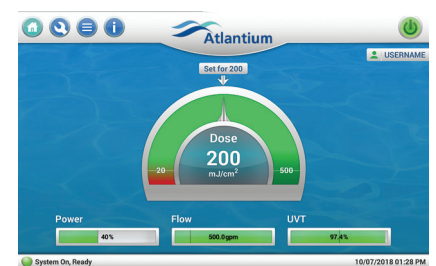 Atlantium
USERNAME
Set for 200
Dose
200
mJ/cm²
20
500
Power
Flow
UVT
40%
500.0gpm
97.4%
System On, Ready
10/07/2018 01:28 PM